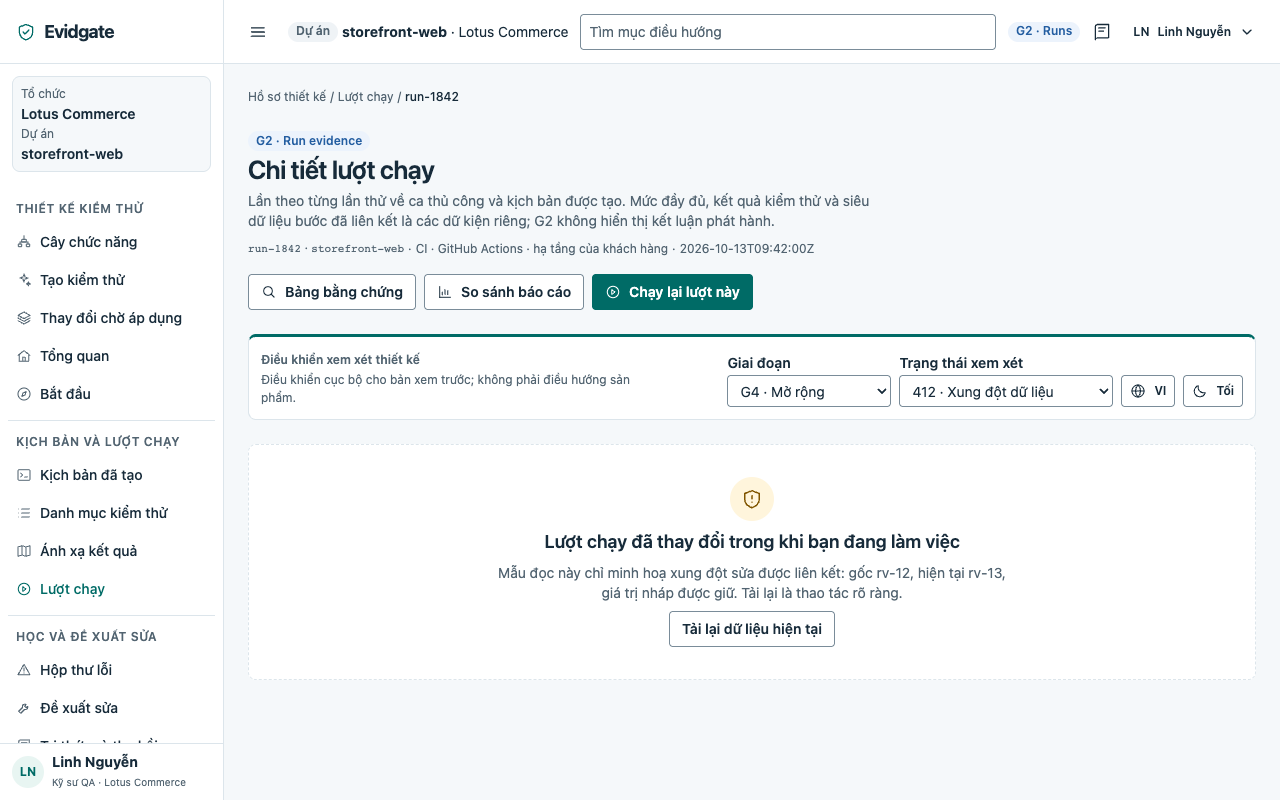 Evidgate
Dự án storefront-web · Lotus Commerce
Tìm mục điều hướng
G2 · Runs
LN Linh Nguyễn
Tổ chức
Lotus Commerce
Dự án
storefront-web
THIẾT KẾ KIỂM THỬ
Cây chức năng
Tạo kiểm thử
Thay đổi chờ áp dụng
Tổng quan
Bắt đầu
KỊCH BẢN VÀ LƯỢT CHẠY
Kịch bản đã tạo
Danh mục kiểm thử
Ánh xạ kết quả
Lượt chạy
HỌC VÀ ĐỀ XUẤT SỬA
Hộp thư lỗi
Đề xuất sửa
LN
Linh Nguyễn
Kỹ sư QA · Lotus Commerce
Hồ sơ thiết kế / Lượt chạy / run-1842
G2 · Run evidence
Chi tiết lượt chạy
Lần theo từng lần thử về ca thủ công và kịch bản được tạo. Mức đầy đủ, kết quả kiểm thử và siêu
dữ liệu bước đã liên kết là các dữ kiện riêng; G2 không hiển thị kết luận phát hành.
run-1842 · storefront-web · CI · GitHub Actions · hạ tầng của khách hàng · 2026-10-13T09:42:00Z
Bảng bằng chứng
So sánh báo cáo
Chạy lại lượt này
Điều khiển xem xét thiết kế
Điều khiển cục bộ cho bản xem trước; không phải điều hướng sản
phẩm.
Giai đoạn
G4 · Mở rộng
Trạng thái xem xét
412 · Xung đột dữ liệu
VI
Tối
Lượt chạy đã thay đổi trong khi bạn đang làm việc
Mẫu đọc này chỉ minh hoạ xung đột sửa được liên kết: gốc rv-12, hiện tại rv-13,
giá trị nháp được giữ. Tải lại là thao tác rõ ràng.
Tải lại dữ liệu hiện tại